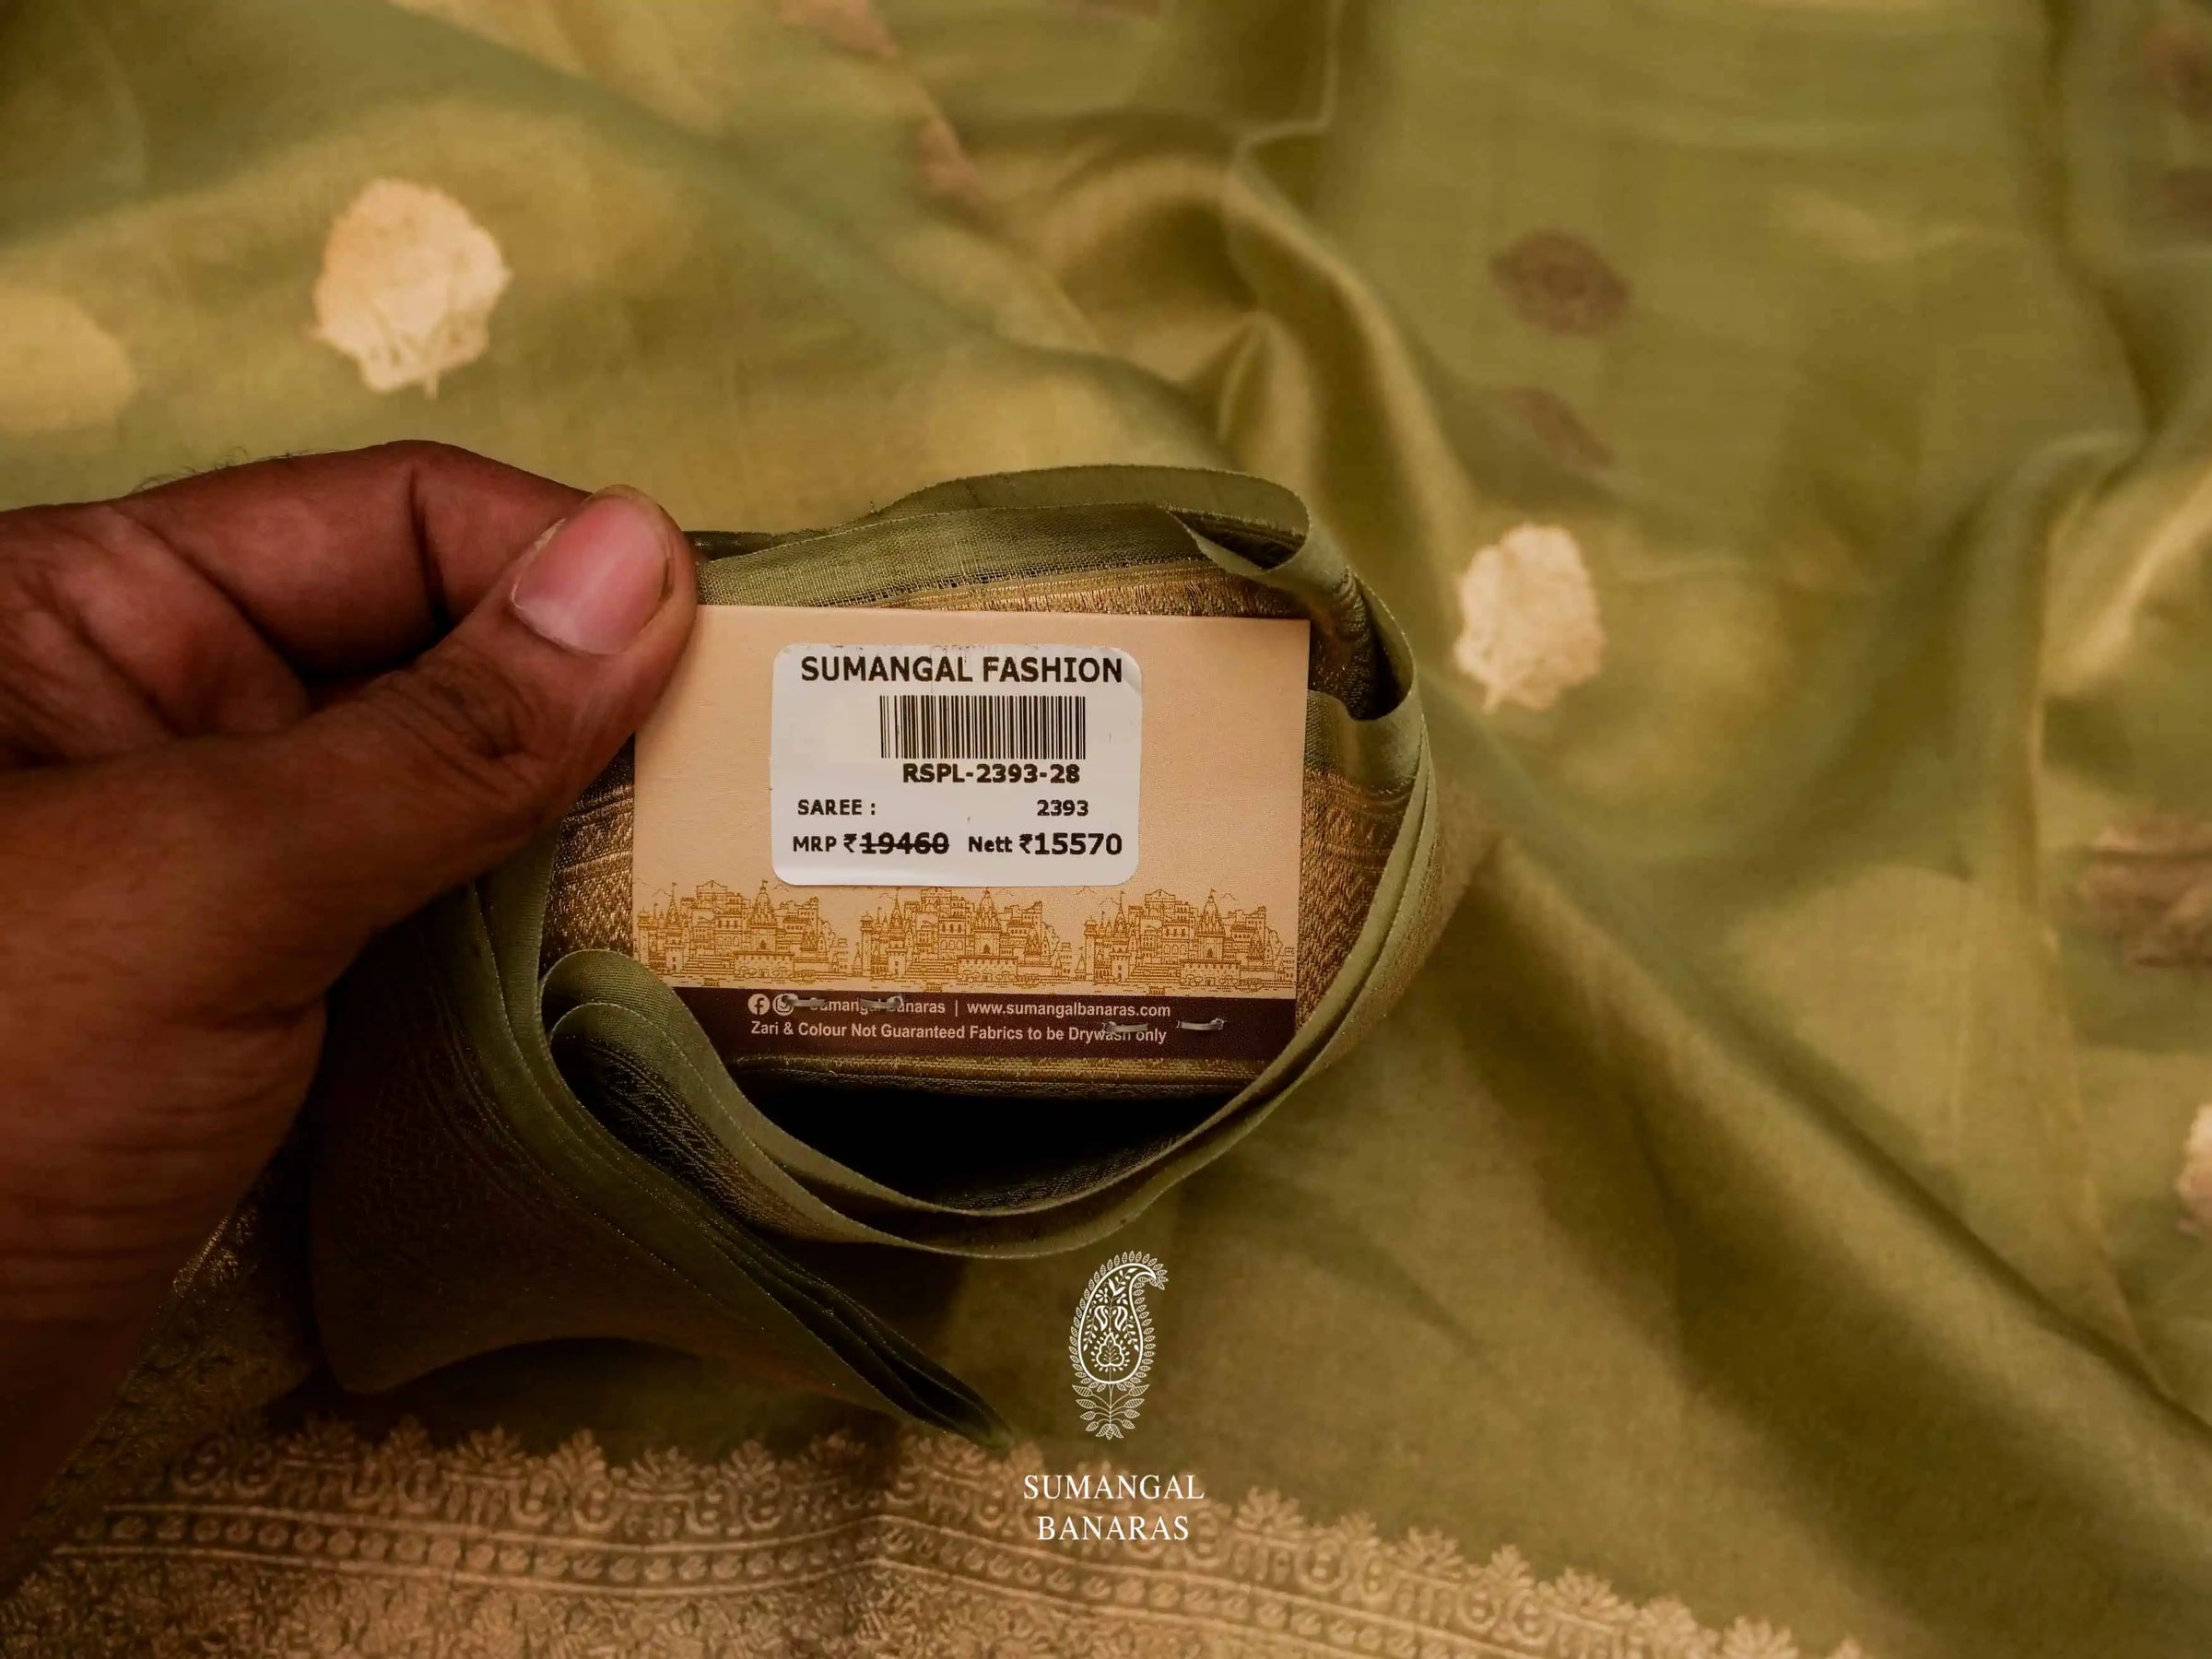 SUMANGAL FASHION
RSPL-2393-28
SAREE : 2393
MRP ₹19460 Nett ₹15570
| www.sumangalbanaras.com
Zari & Colour Not Guaranteed Fabrics to be Drywash only
SUMANGAL
BANARAS